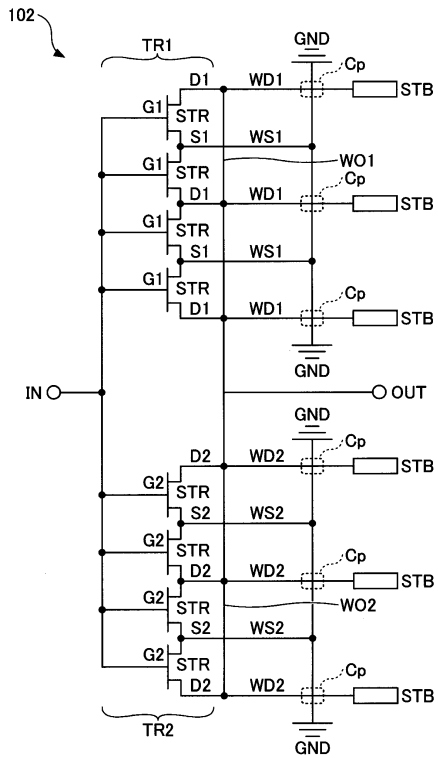 102
TR1
GND
D1 WD1 Cp STB
G1 STR
S1 WS1
WO1
G1 STR
Cp
D1 WD1 STB
G1 STR
S1 WS1
G1 STR
Cp
D1 WD1 STB
GND
IN OUT
GND
D2 WD2 Cp STB
G2 STR
S2 WS2
G2 STR
Cp
D2 WD2 STB
G2 STR
WO2
S2 WS2
G2 STR
Cp
D2 WD2 STB
TR2
GND